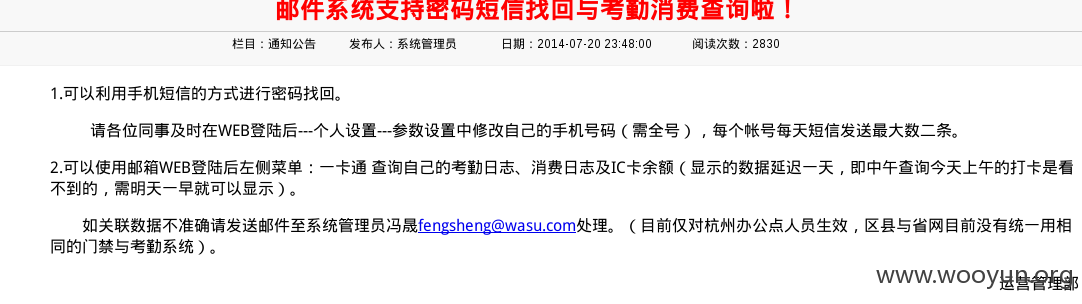 邮件系统支持密码短信找回与考勤消费查询啦！
栏目：通知公告 发布人：系统管理员 日期：2014-07-20 23:48:00 阅读次数：2830
1.可以利用手机短信的方式进行密码找回。
请各位同事及时在WEB登陆后---个人设置---参数设置中修改自己的手机号码（需全号），每个帐号每天短信发送最大数二条。
2.可以使用邮箱WEB登陆后左侧菜单：一卡通 查询自己的考勤日志、消费日志及IC卡余额（显示的数据延迟一天，即中午查询今天上午的打卡是看
不到的，需明天一早就可以显示）。
如关联数据不准确请发送邮件至系统管理员冯晟fengsheng@wasu.com处理。（目前仅对杭州办公点人员生效，区县与省网目前没有统一用相
同的门禁与考勤系统）。
www.wooyun.org
运营管理部